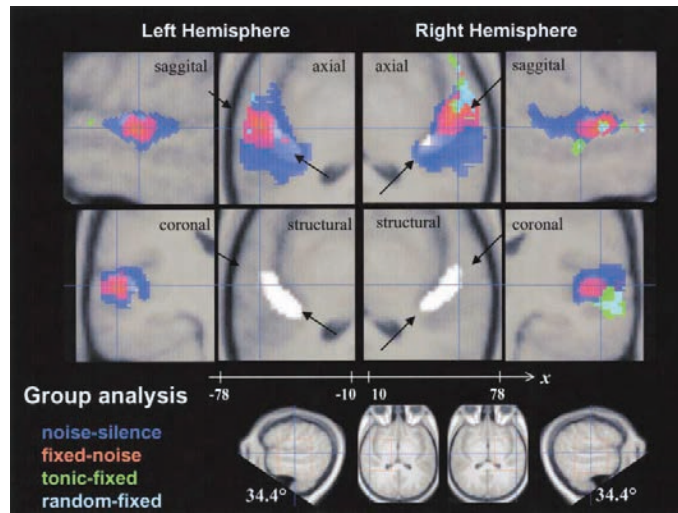 Left Hemisphere Right Hemisphere
saggital axial axial saggital
coronal structural structural coronal
x
-78 -10 10 78
Group analysis
noise-silence
fixed-noise
tonic-fixed
random-fixed
34.4° 34.4°